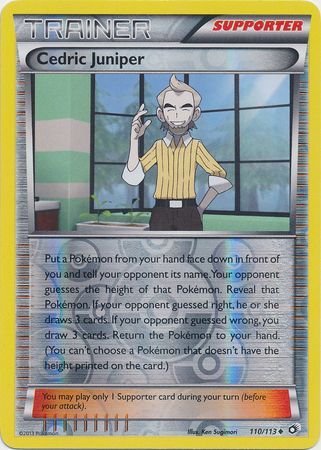 TRAINER
SUPPORTER
Cedric Juniper
Put a Pokémon from your hand face down in front of
you and tell your opponent its name. Your opponent
guesses the height of that Pokémon. Reveal that
Pokémon. If your opponent guessed right, he or she
draws 3 cards. If your opponent guessed wrong, you
draw 3 cards. Return the Pokémon to your hand.
(You can't choose a Pokémon that doesn't have the
height printed on the card.)
You may play only 1 Supporter card during your turn (before
your attack).
©2013 Pokémon
Illus. Ken Sugimori
110/113